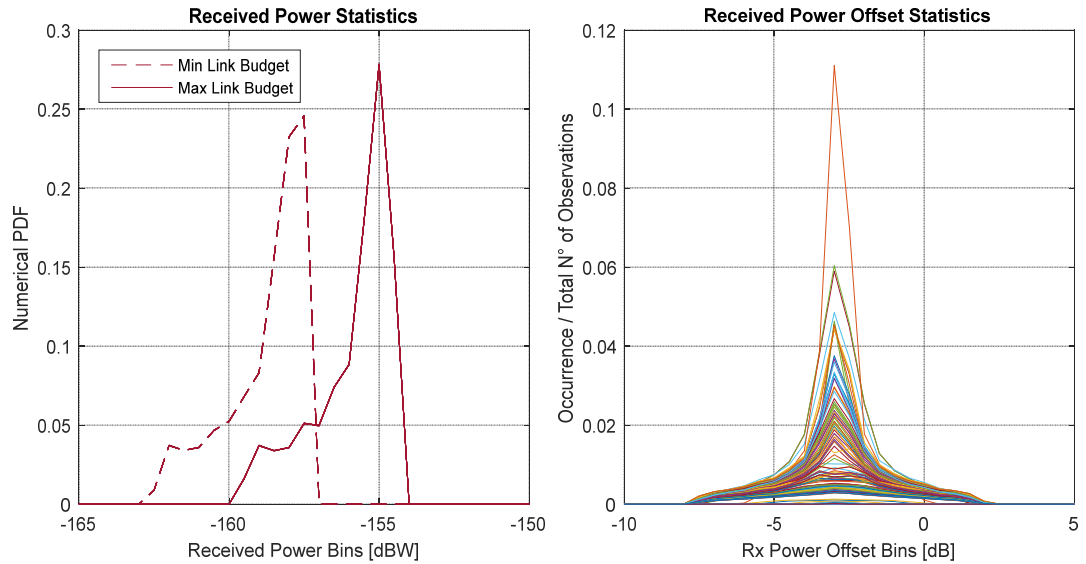 Received Power Statistics
0.3
0.25
0.2
0.15
0.1
0.05
0
Numerical PDF
Min Link Budget
Max Link Budget
-165
-160
-155
-150
Received Power Bins [dBW]
Received Power Offset Statistics
0.12
0.1
0.08
0.06
0.04
0.02
0
Occurrence / Total N° of Observations
-10
-5
0
5
Rx Power Offset Bins [dB]